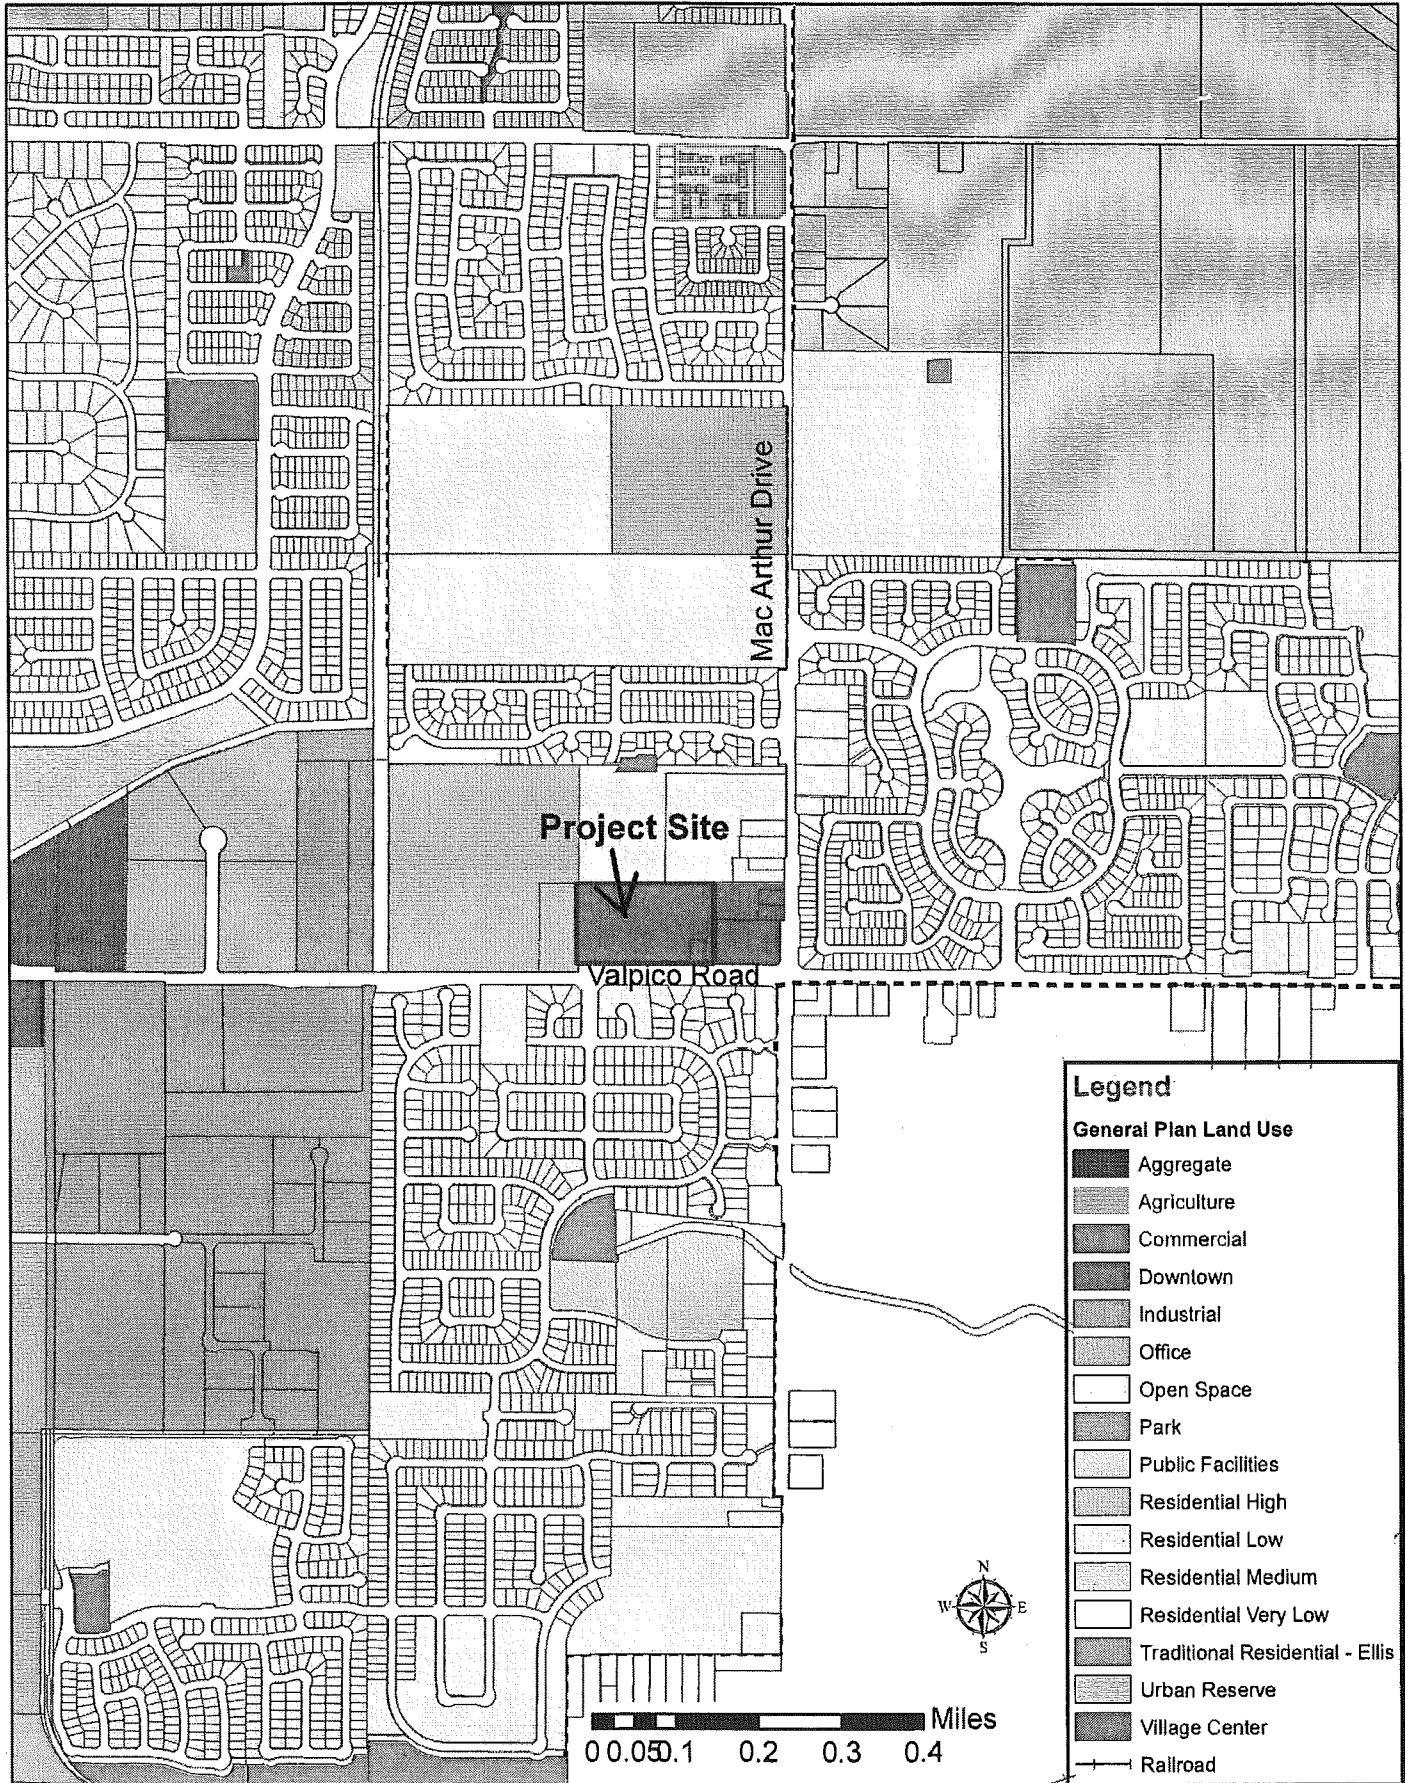 Mac Arthur Drive
Project Site
Valpico Road
Legend
General Plan Land Use
Aggregate
Agriculture
Commercial
Downtown
Industrial
Office
Open Space
Park
Public Facilities
Residential High
Residential Low
Residential Medium
Residential Very Low
Traditional Residential - Ellis
Urban Reserve
Village Center
Railroad
N
W E
S
Miles
0 0.05 0.1 0.2 0.3 0.4